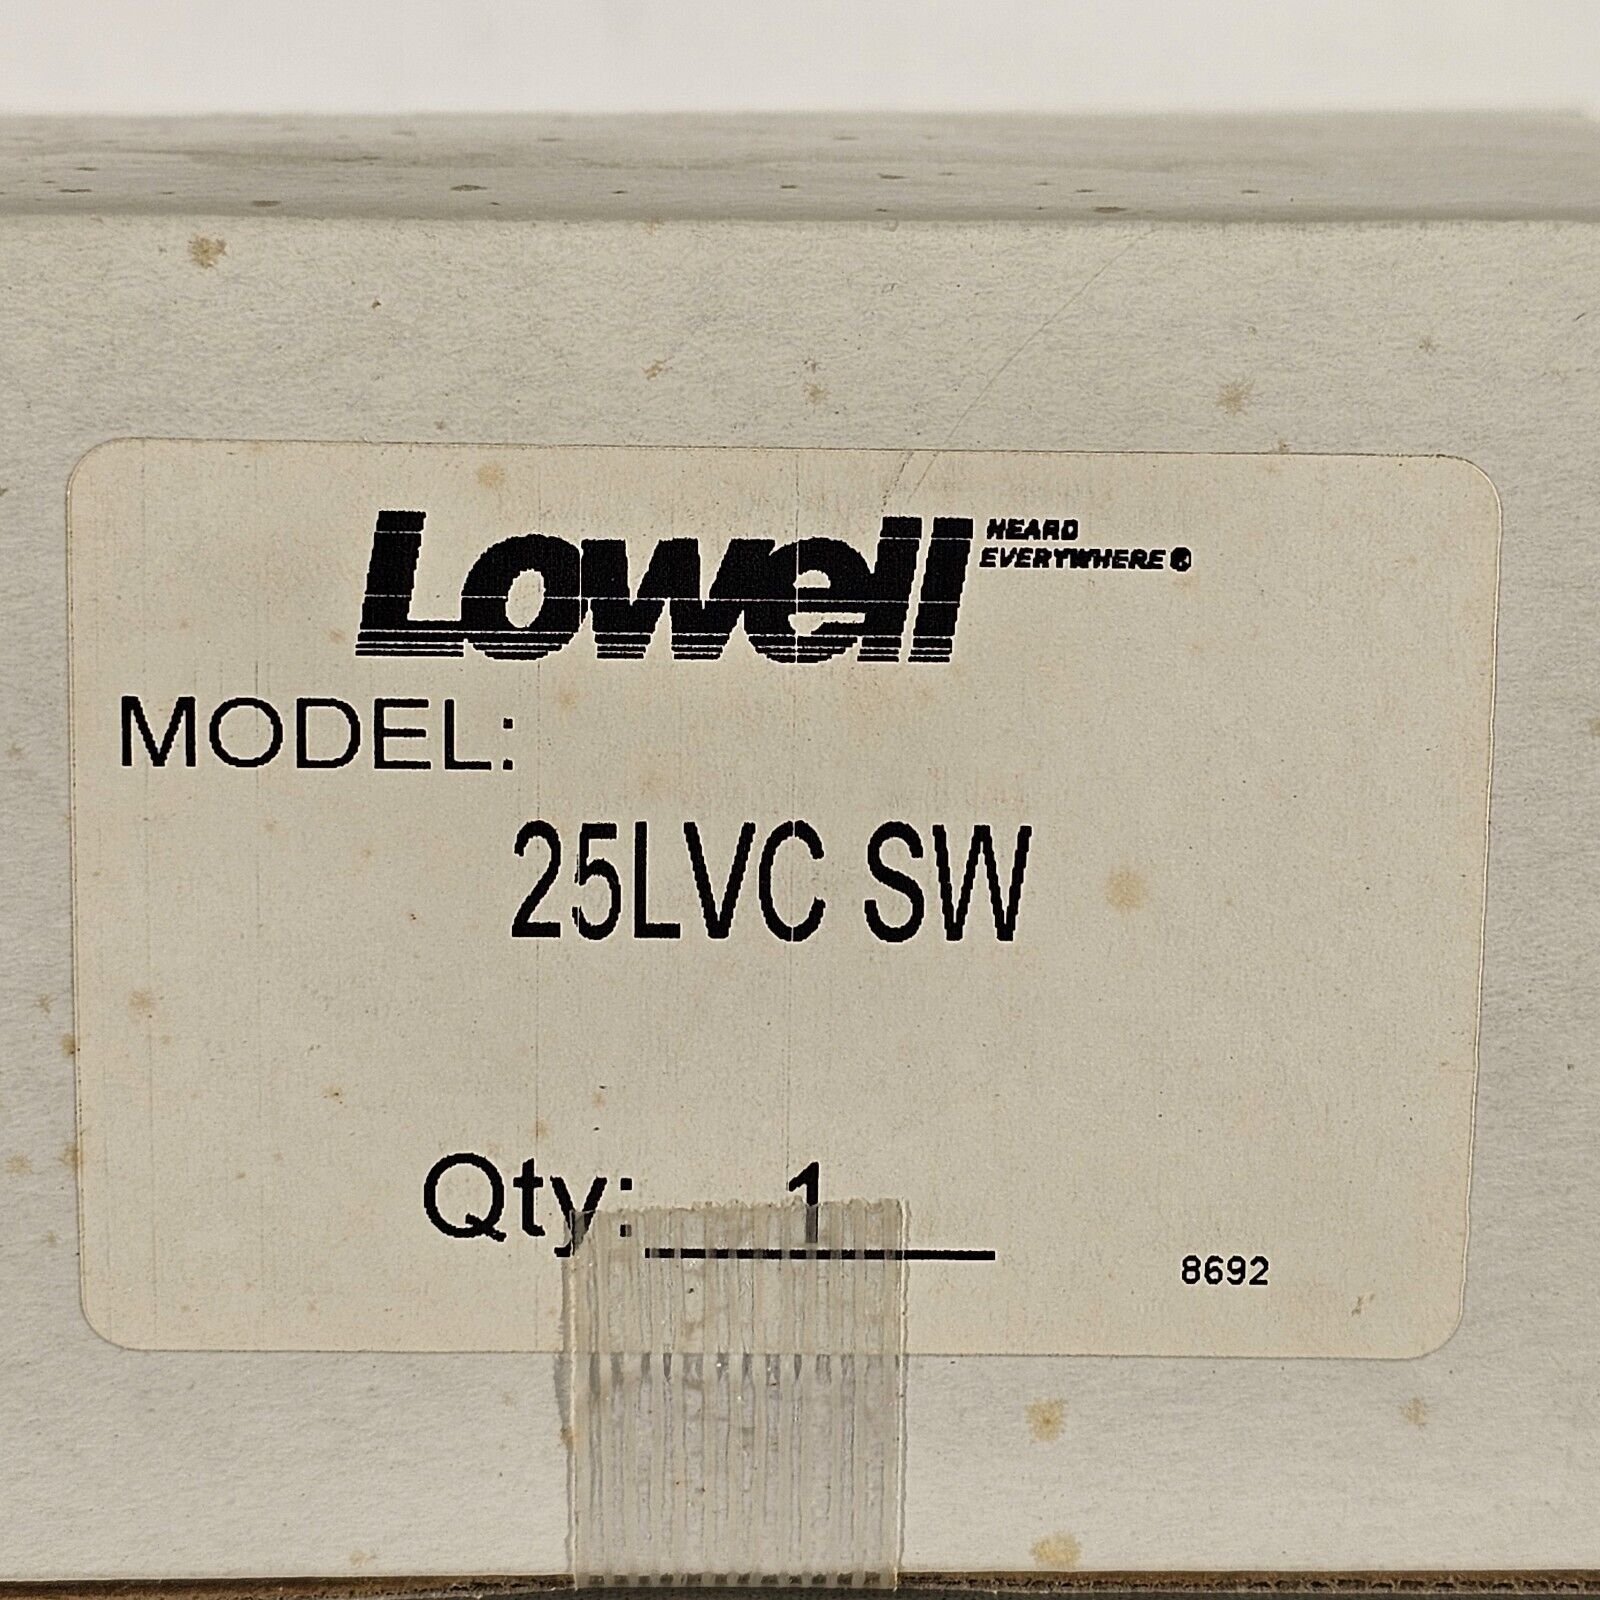 Lowell
HEARD
EVERYWHERE®
MODEL:
25LVC SW
Qty: 1
8692